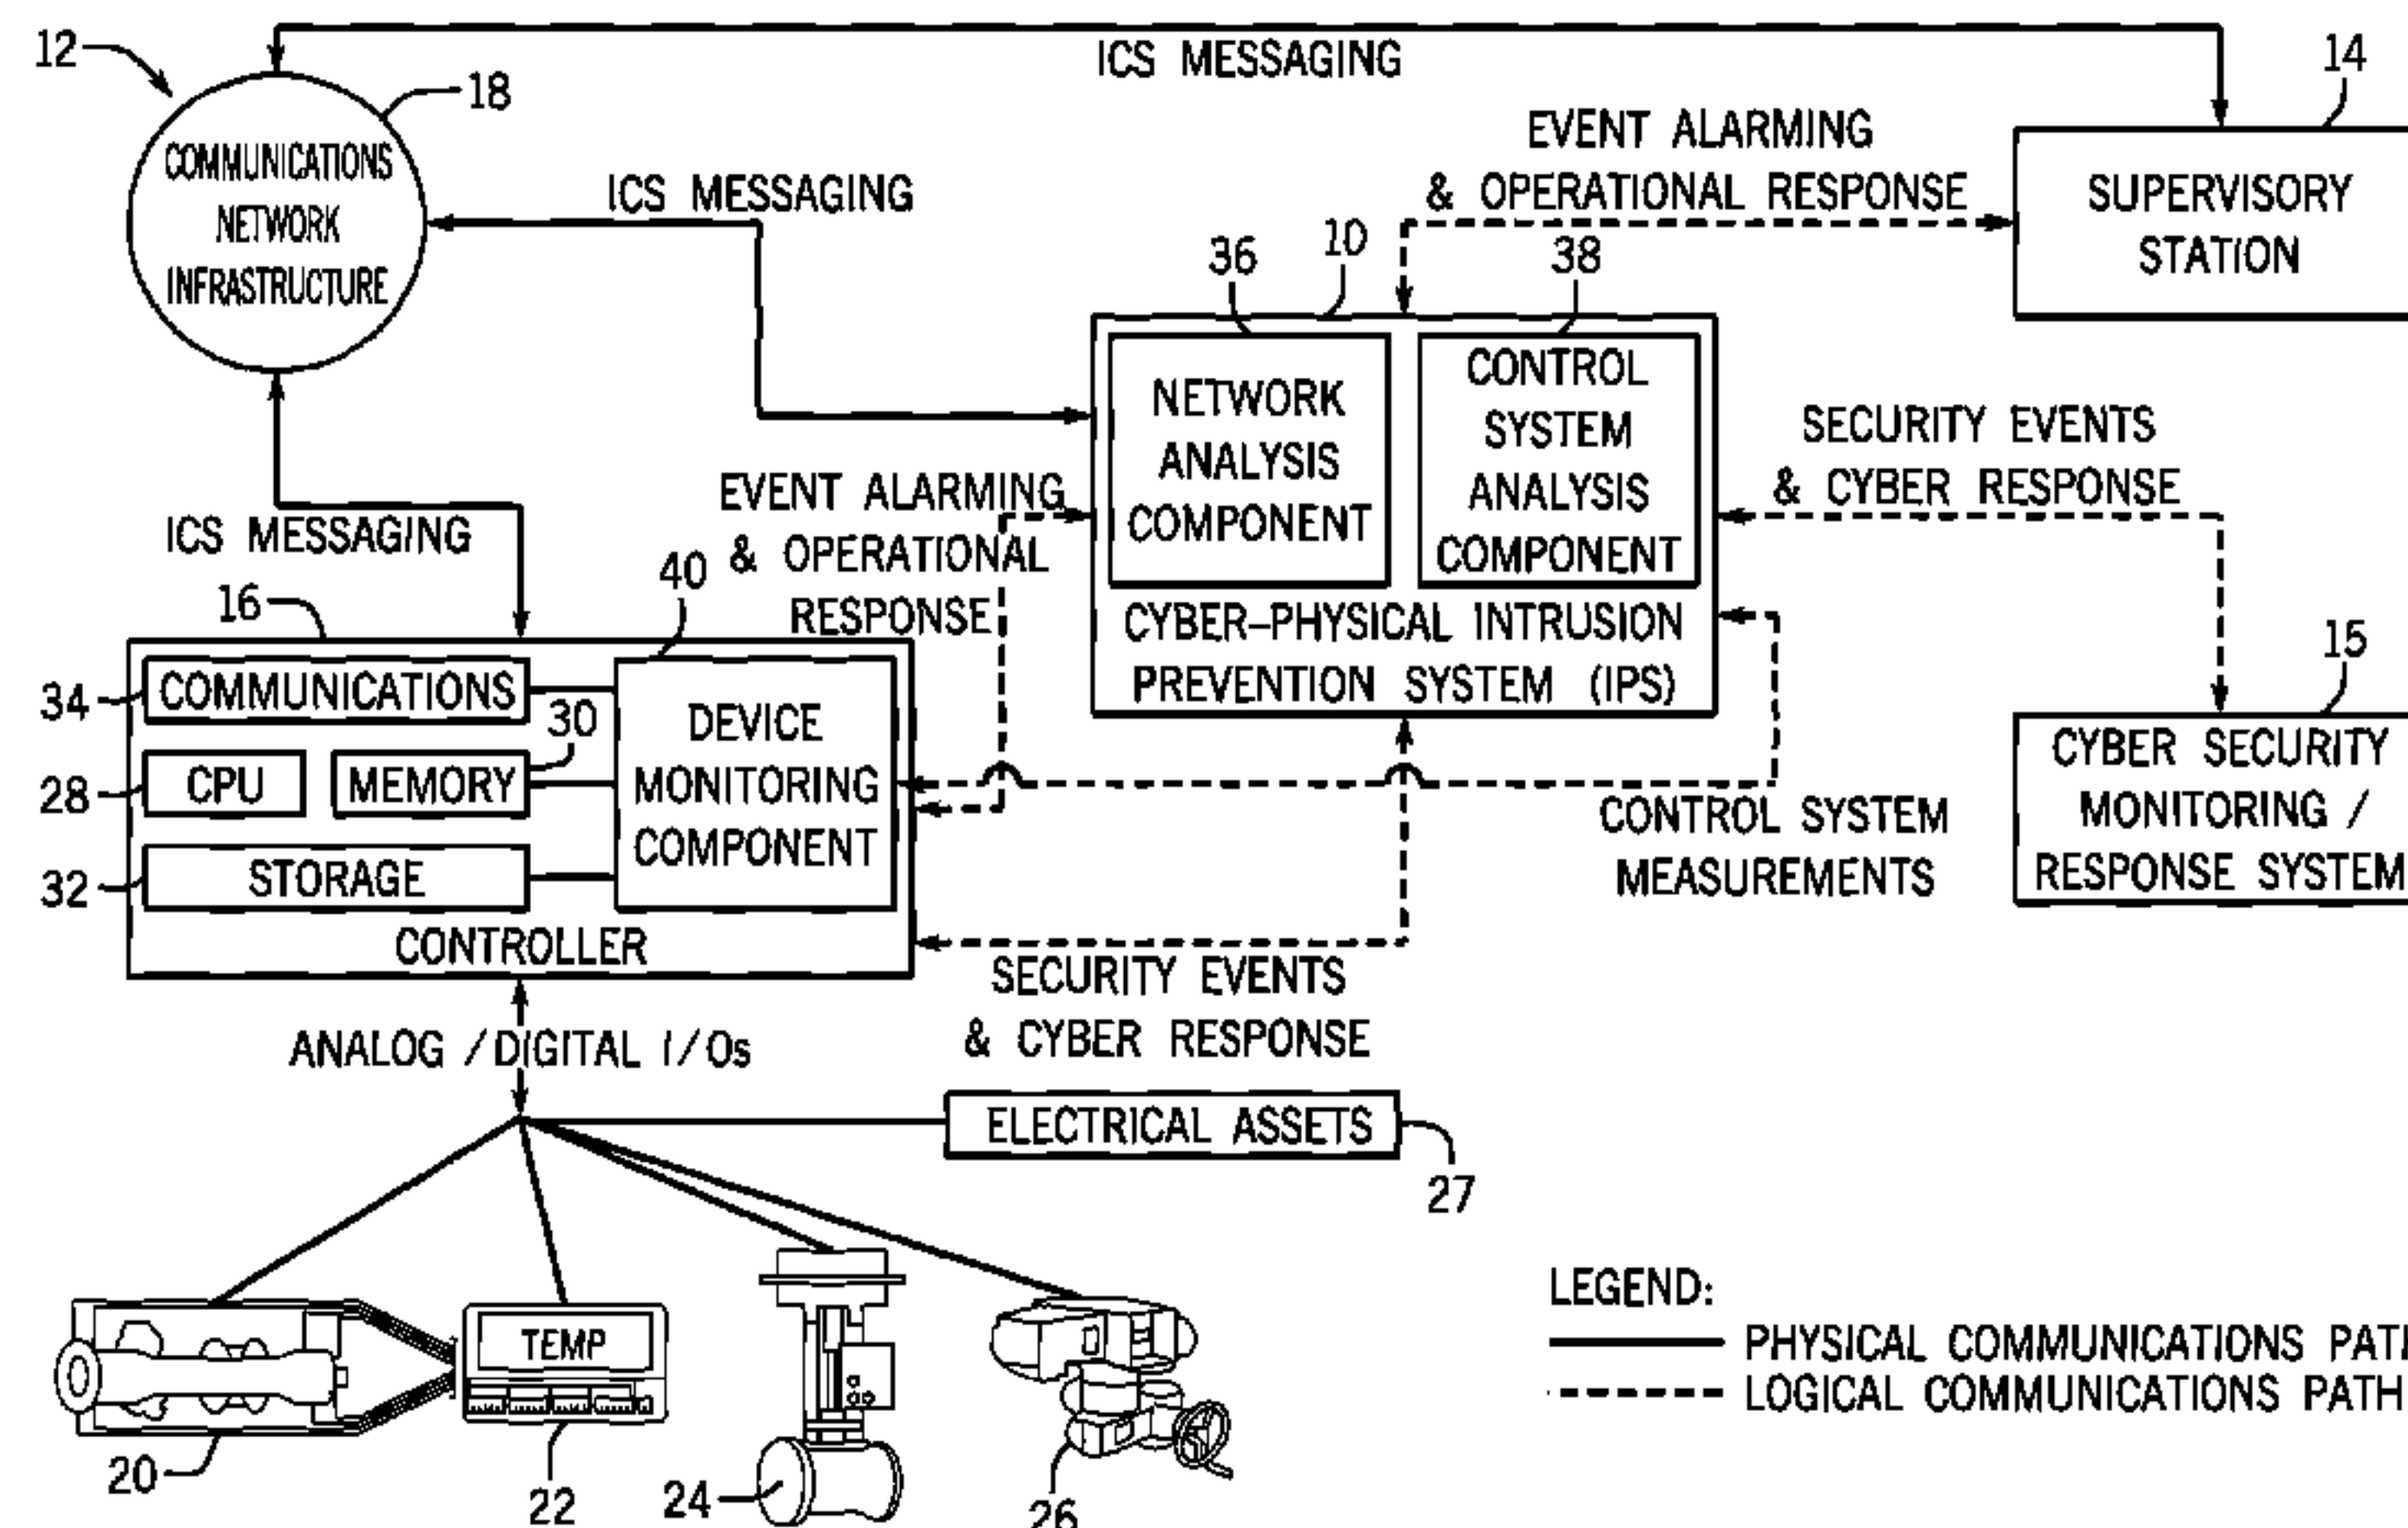 12
18
COMMUNICATIONS
NETWORK
INFRASTRUCTURE
ICS MESSAGING
14
SUPERVISORY
STATION
EVENT ALARMING
& OPERATIONAL RESPONSE
ICS MESSAGING
36
10
38
NETWORK
ANALYSIS
COMPONENT
CONTROL
SYSTEM
ANALYSIS
COMPONENT
CYBER-PHYSICAL INTRUSION
PREVENTION SYSTEM (IPS)
SECURITY EVENTS
& CYBER RESPONSE
EVENT ALARMING
& OPERATIONAL
RESPONSE
ICS MESSAGING
16
40
34
COMMUNICATIONS
30
28
CPU
MEMORY
32
STORAGE
DEVICE
MONITORING
COMPONENT
CONTROLLER
15
CYBER SECURITY
MONITORING /
RESPONSE SYSTEM
CONTROL SYSTEM
MEASUREMENTS
SECURITY EVENTS
& CYBER RESPONSE
ANALOG / DIGITAL I/Os
ELECTRICAL ASSETS
27
TEMP
20
22
24
26
LEGEND:
PHYSICAL COMMUNICATIONS
LOGICAL COMMUNICATIONS PATH